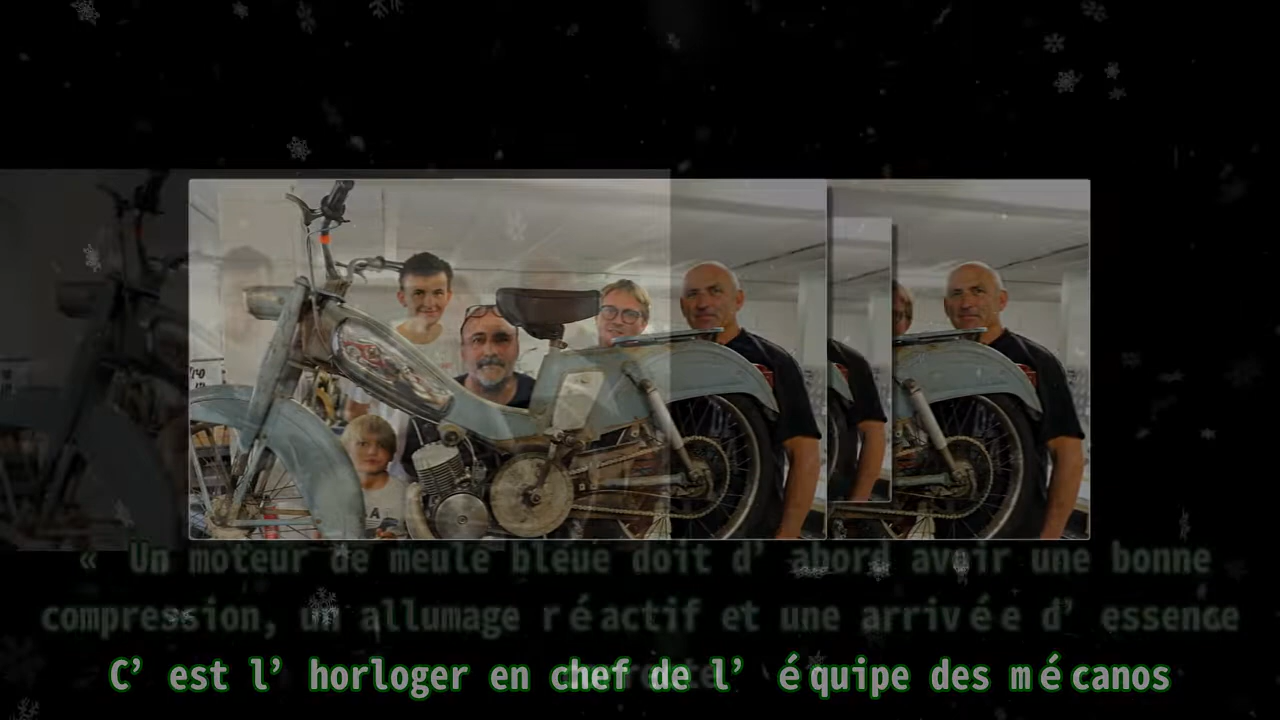 « Un moteur de meule bleue doit d’ abord avoir une bonne
compression, un allumage réactif et une arrivée d’ essence
C’ est l’ horloger en chef de l’ équipe des mécanos